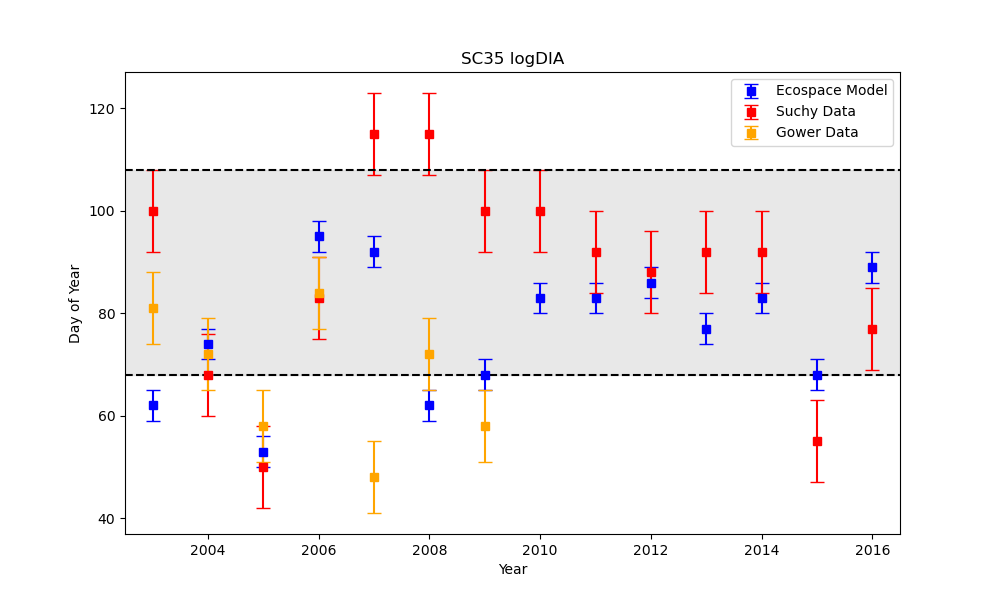 SC35 logDIA
Ecospace Model
Suchy Data
Gower Data
Day of Year
120
100
80
60
40
2004 2006 2008 2010 2012 2014 2016
Year